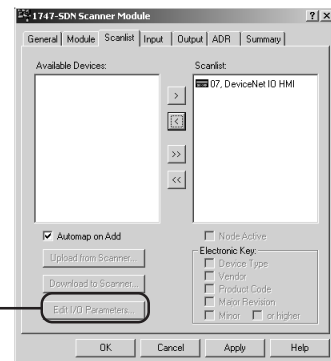 1747-SDN Scanner Module
General Module Scanlist Input Output ADR Summary
Available Devices:
Scanlist:
07, DeviceNet IO HMI
>
<
>>
<<
Automap on Add
Node Active
Upload from Scanner...
Electronic Key:
Device Type
Vendor
Download to Scanner...
Product Code
Major Revision
Edit I/O Parameters...
Minor or higher
OK Cancel Apply Help